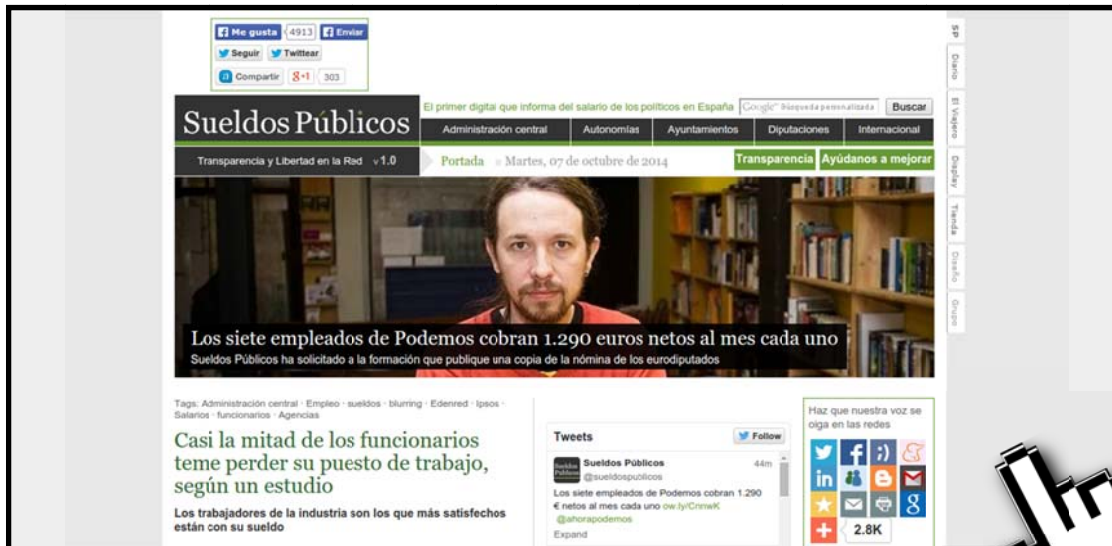 Me gusta 4913 Enviar
Seguir Twittear
Compartir g+1 303
El primer digital que informa del salario de los políticos en España Google™ Búsqueda personalizada Buscar
Sueldos Públicos
Administración central Autonomías Ayuntamientos Diputaciones Internacional
Transparencia y Libertad en la Red v 1.0 Portada » Martes, 07 de octubre de 2014 Transparencia Ayúdanos a mejorar
SP
Diario
El Viajero
Display
Tienda
Diseño
Grupo
Los siete empleados de Podemos cobran 1.290 euros netos al mes cada uno
Sueldos Públicos ha solicitado a la formación que publique una copia de la nómina de los eurodiputados
Tags: Administración central · Empleo · sueldos · blurring · Edenred · Ipsos ·
Salarios · funcionarios · Agencias
Casi la mitad de los funcionarios
teme perder su puesto de trabajo,
según un estudio
Los trabajadores de la industria son los que más satisfechos
están con su sueldo
Tweets Follow
Sueldos Públicos 44m
@sueldospublicos
Los siete empleados de Podemos cobran 1.290
€ netos al mes cada uno ow.ly/CnnwK
@ahorapodemos
Expand
Haz que nuestra voz se
oiga en las redes
2.8K